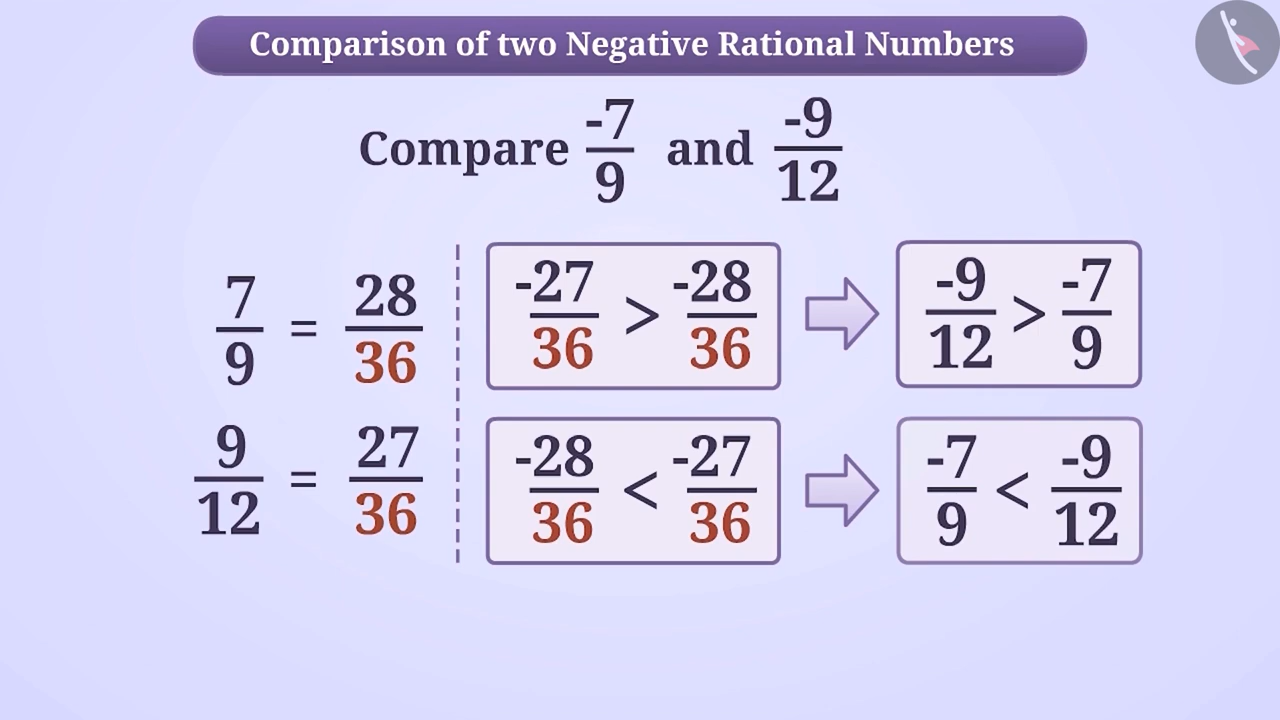 Comparison of two Negative Rational Numbers
Compare -7/9 and -9/12
7/9 = 28/36
9/12 = 27/36
-27/36 > -28/36
-9/12 > -7/9
-28/36 < -27/36
-7/9 < -9/12